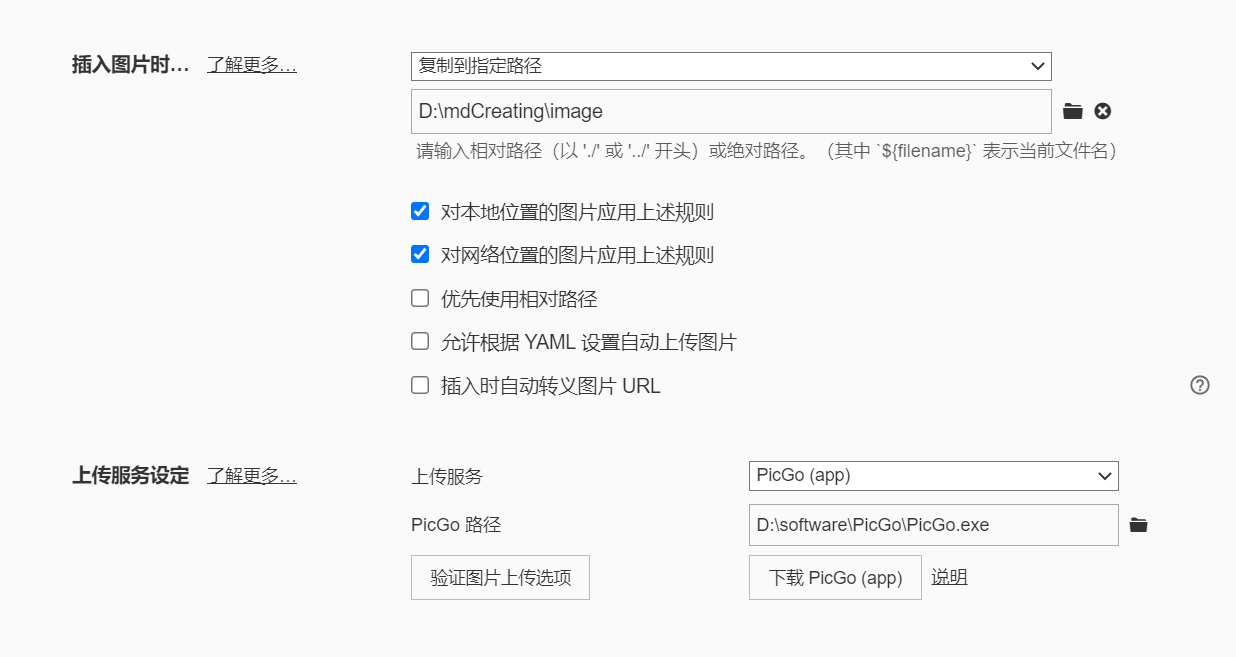 插入图片时... 了解更多... 复制到指定路径
D:\mdCreating\image
请输入相对路径（以 './' 或 '../' 开头）或绝对路径。（其中 `${filename}` 表示当前文件名）
对本地位置的图片应用上述规则
对网络位置的图片应用上述规则
优先使用相对路径
允许根据 YAML 设置自动上传图片
插入时自动转义图片 URL
上传服务设定 了解更多... 上传服务 PicGo (app)
PicGo 路径 D:\software\PicGo\PicGo.exe
验证图片上传选项 下载 PicGo (app) 说明